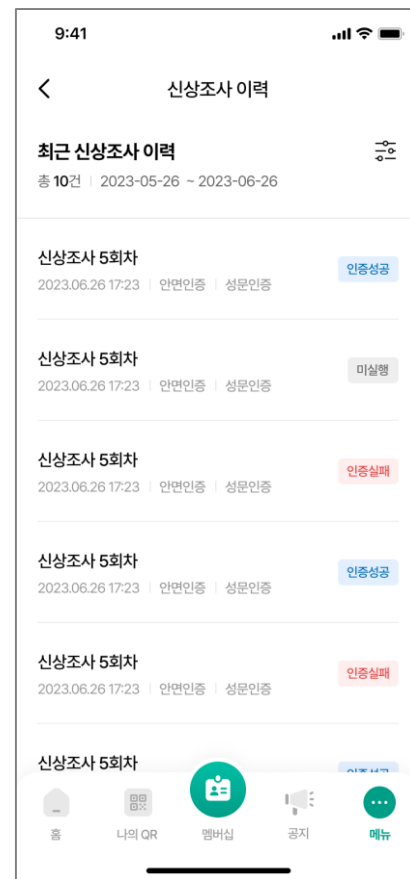 9:41
신상조사 이력
최근 신상조사 이력
총 10건 | 2023-05-26 ~ 2023-06-26
신상조사 5회차
인증성공
2023.06.26 17:23 | 안면인증 | 성문인증
신상조사 5회차
미실행
2023.06.26 17:23 | 안면인증 | 성문인증
신상조사 5회차
인증실패
2023.06.26 17:23 | 안면인증 | 성문인증
신상조사 5회차
인증성공
2023.06.26 17:23 | 안면인증 | 성문인증
신상조사 5회차
인증실패
2023.06.26 17:23 | 안면인증 | 성문인증
신상조사 5회차
인증성공
홈 나의 QR 멤버십 공지 메뉴